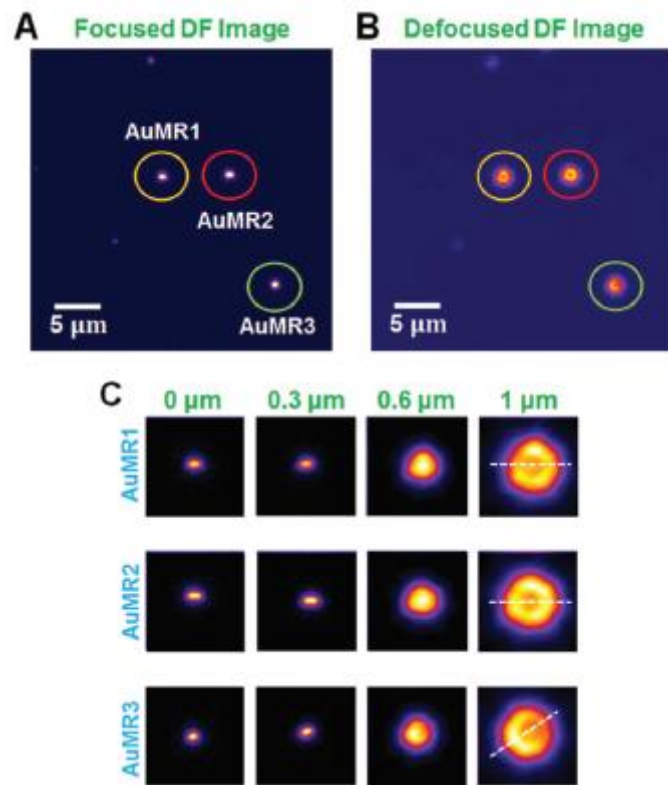 A Focused DF Image
B Defocused DF Image
AuMR1
AuMR2
AuMR3
5 µm
5 µm
C 0 µm 0.3 µm 0.6 µm 1 µm
AuMR1
AuMR2
AuMR3